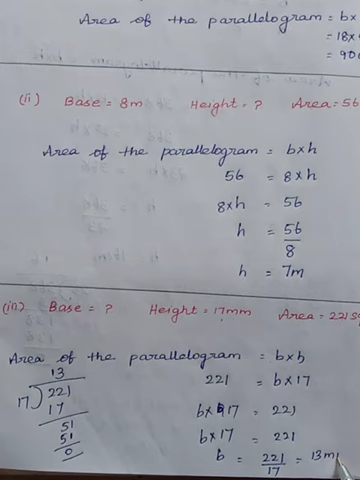 Area of the parallelogram = b×
= 18×
= 90
(ii) Base = 8m Height = ? Area = 56
Area of the parallelogram = b×h
56 = 8×h
8×h = 56
h = 56/8
h = 7m
(iii) Base = ? Height = 17mm Area = 221 s
Area of the parallelogram = b×h
221 = b×17
b×17 = 221
b×17 = 221
b = 221/17 = 13m
13
17)221
17
51
51
0